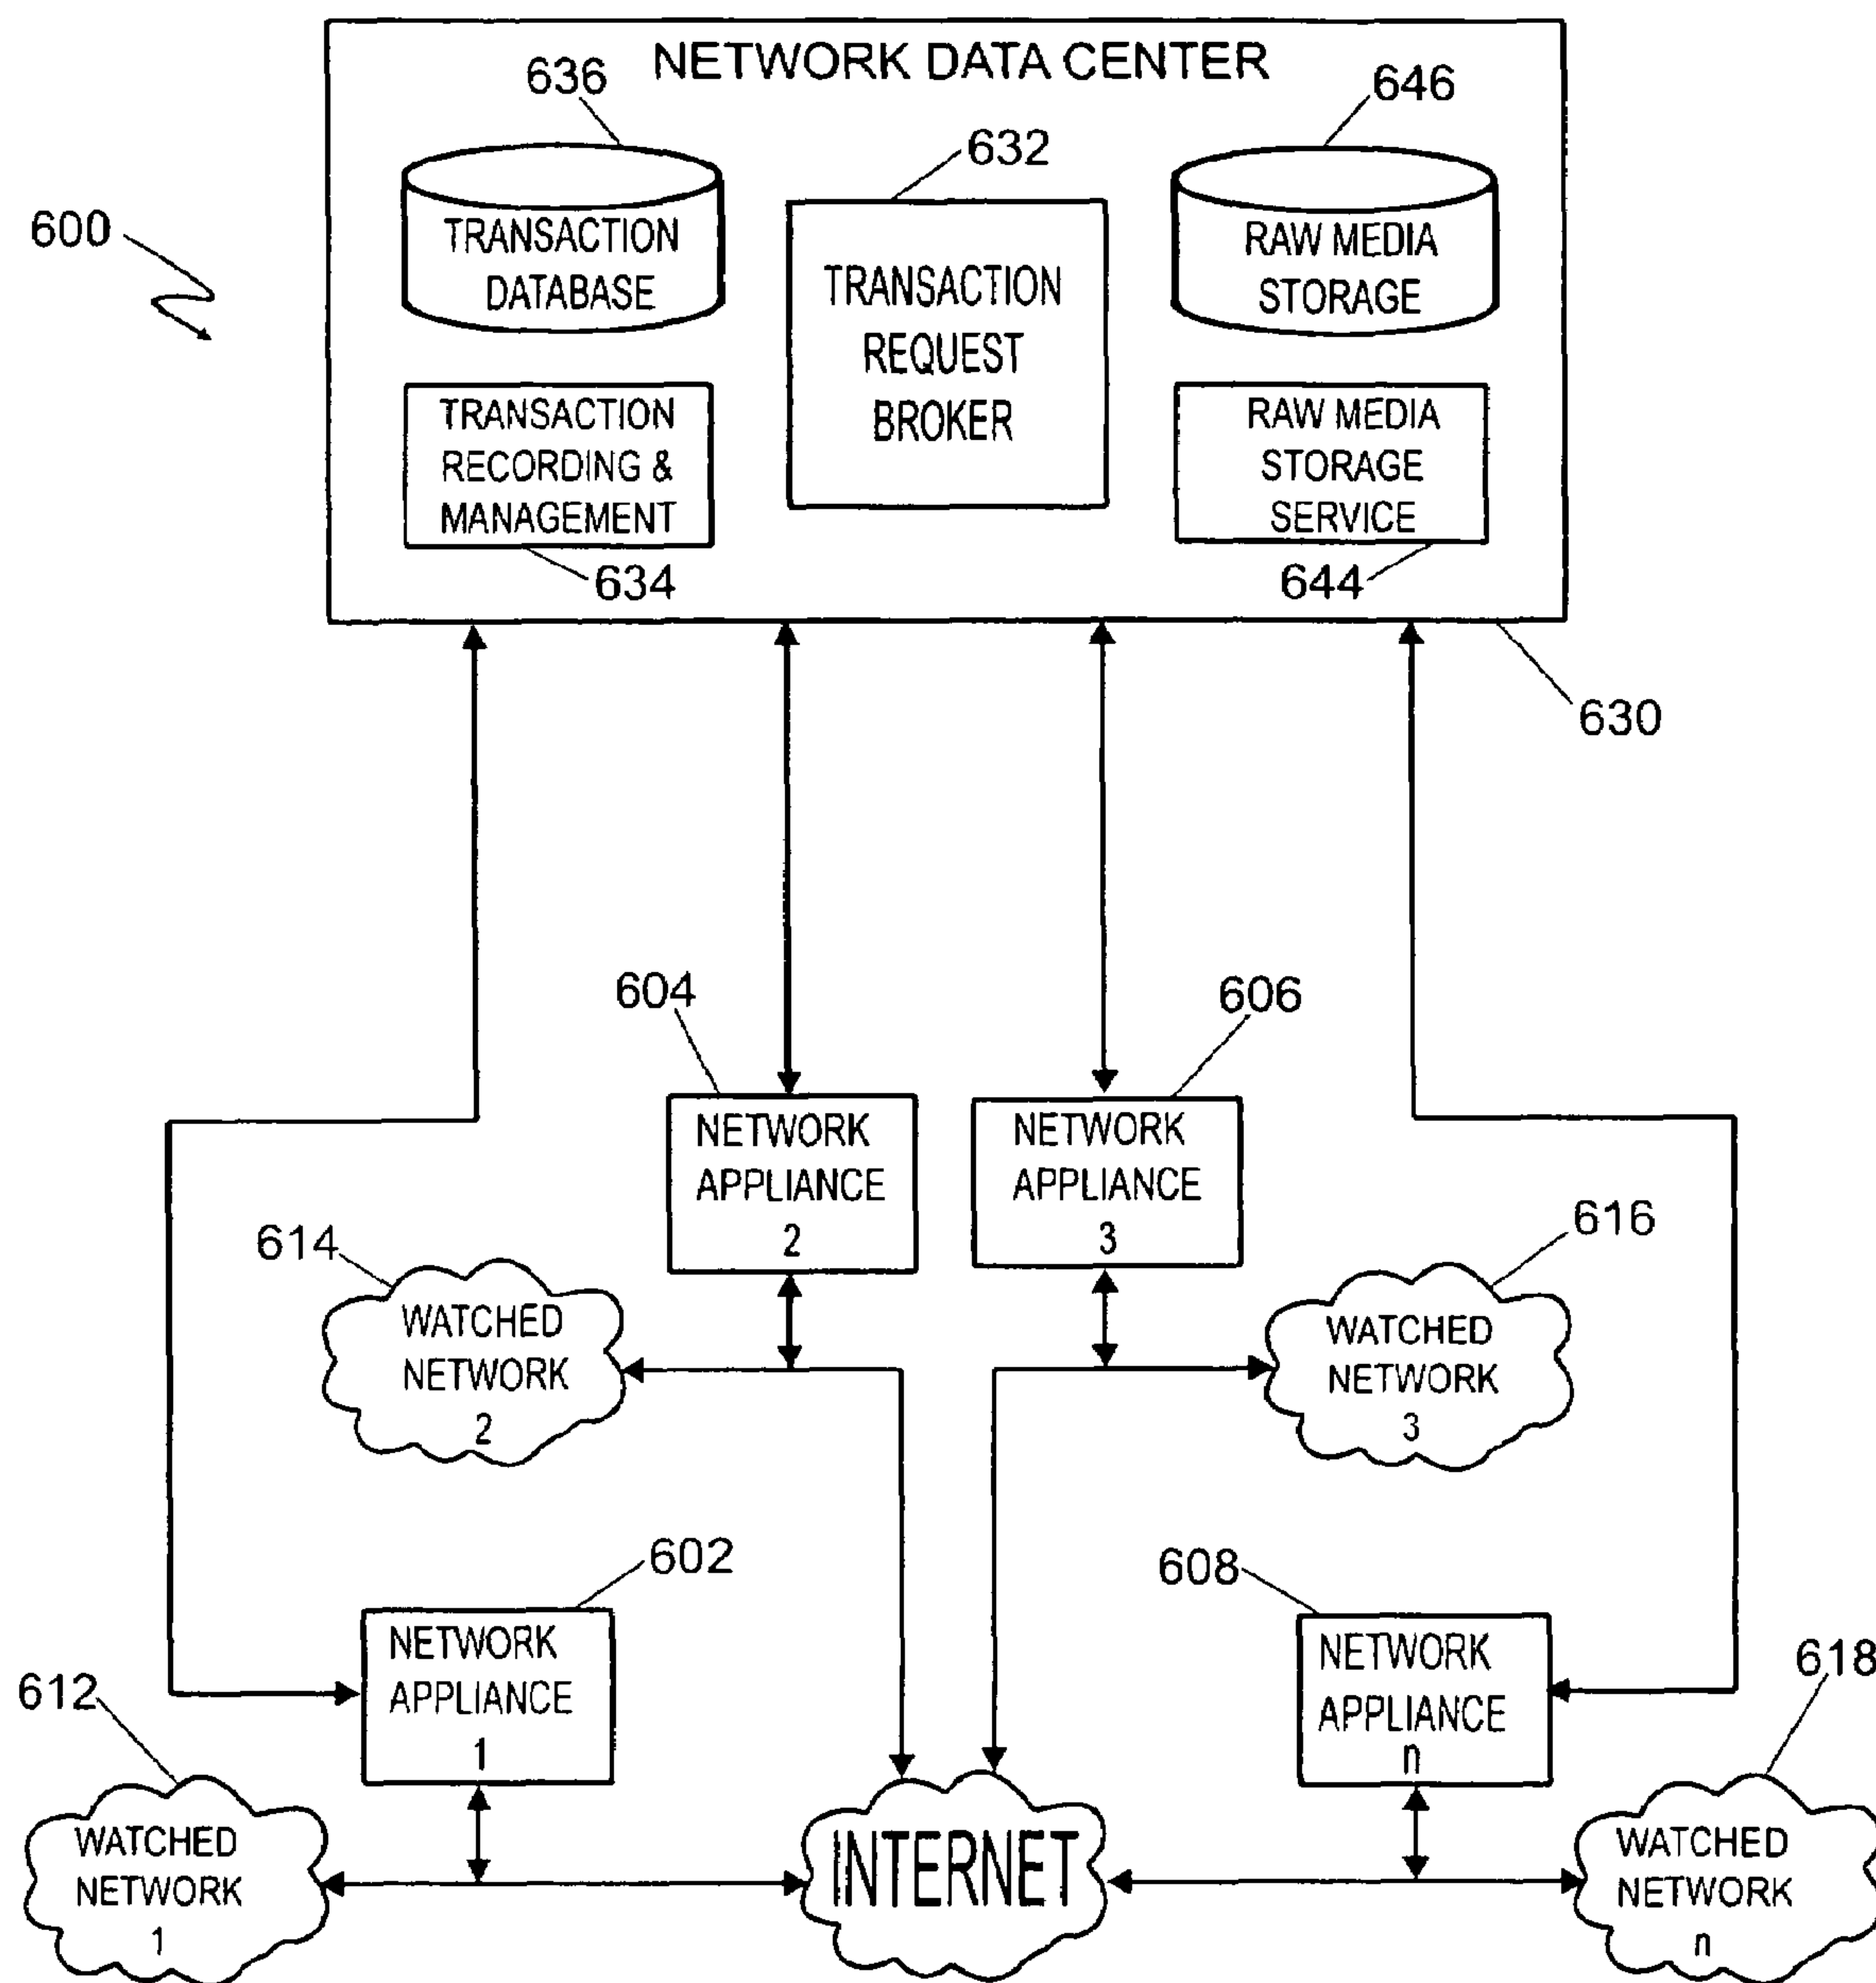 NETWORK DATA CENTER
636
646
632
600
TRANSACTION
DATABASE
TRANSACTION
REQUEST
BROKER
RAW MEDIA
STORAGE
TRANSACTION
RECORDING &
MANAGEMENT
RAW MEDIA
STORAGE
SERVICE
634
644
630
604
606
NETWORK
APPLIANCE
2
NETWORK
APPLIANCE
3
614
616
WATCHED
NETWORK
2
WATCHED
NETWORK
3
602
608
NETWORK
APPLIANCE
1
NETWORK
APPLIANCE
n
612
618
WATCHED
NETWORK
1
INTERNET
WATCHED
NETWORK
n